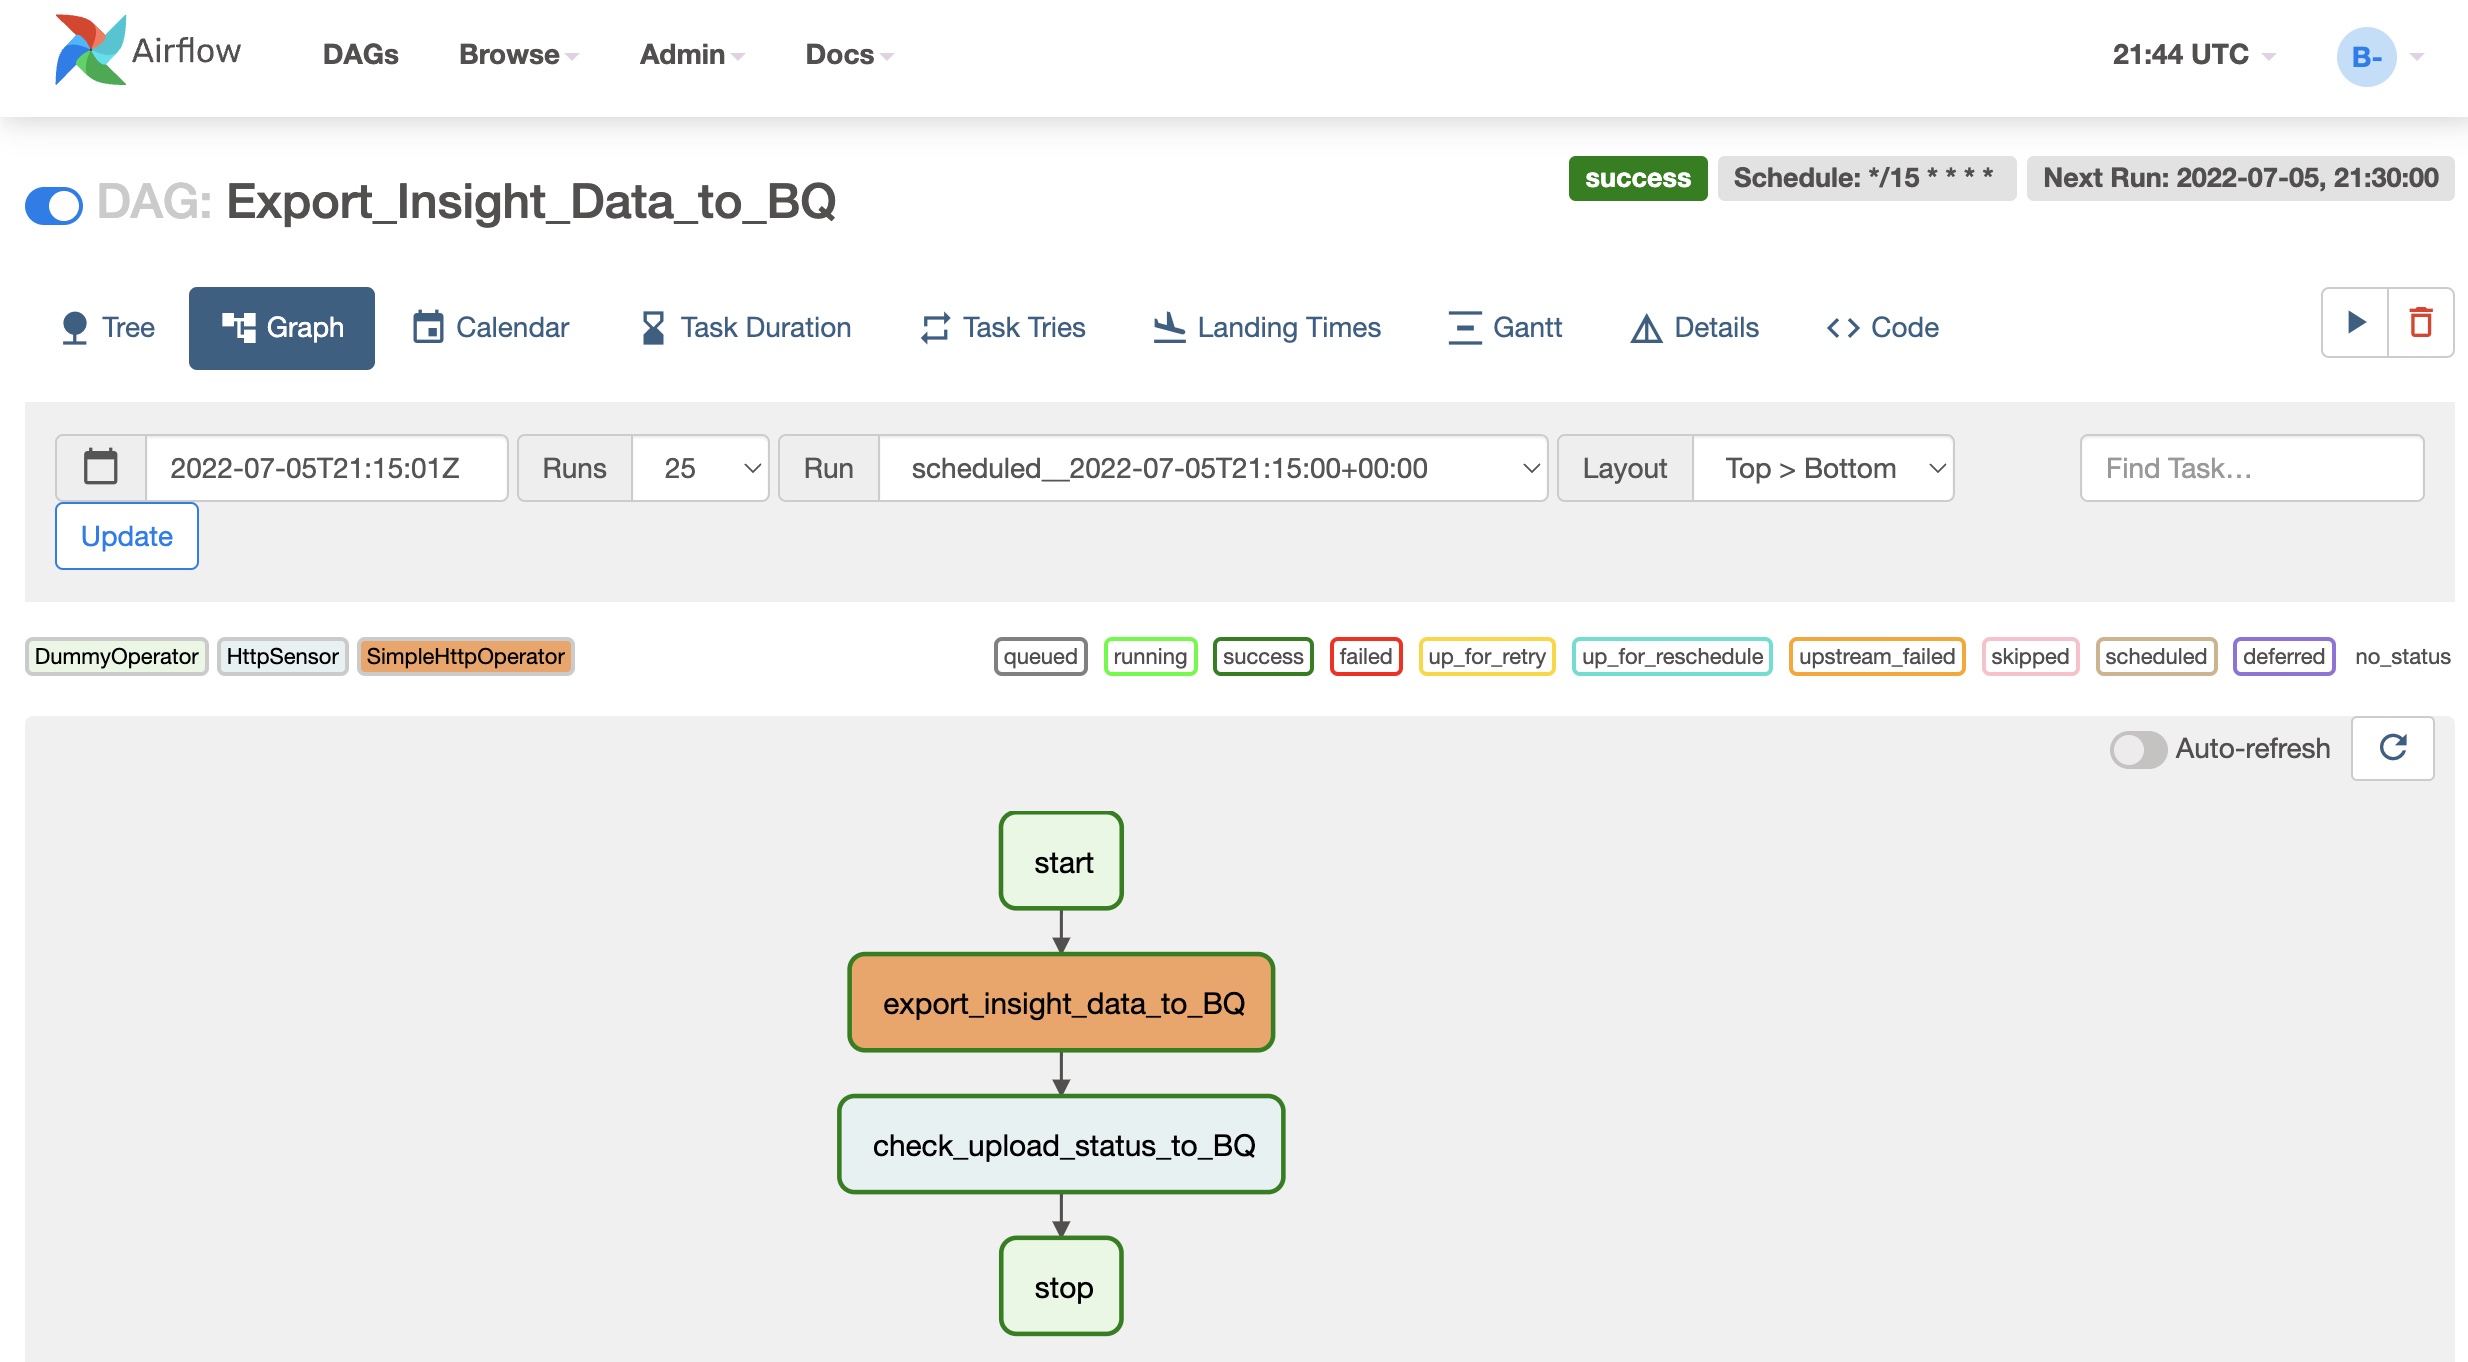 Airflow DAGs Browse Admin Docs 21:44 UTC B-
success Schedule: */15 * * * * Next Run: 2022-07-05, 21:30:00
DAG: Export_Insight_Data_to_BQ
Tree Graph Calendar Task Duration Task Tries Landing Times Gantt Details Code
2022-07-05T21:15:01Z Runs 25 Run scheduled__2022-07-05T21:15:00+00:00 Layout Top > Bottom Find Task...
Update
DummyOperator HttpSensor SimpleHttpOperator queued running success failed up_for_retry up_for_reschedule upstream_failed skipped scheduled deferred no_status
Auto-refresh
start
export_insight_data_to_BQ
check_upload_status_to_BQ
stop